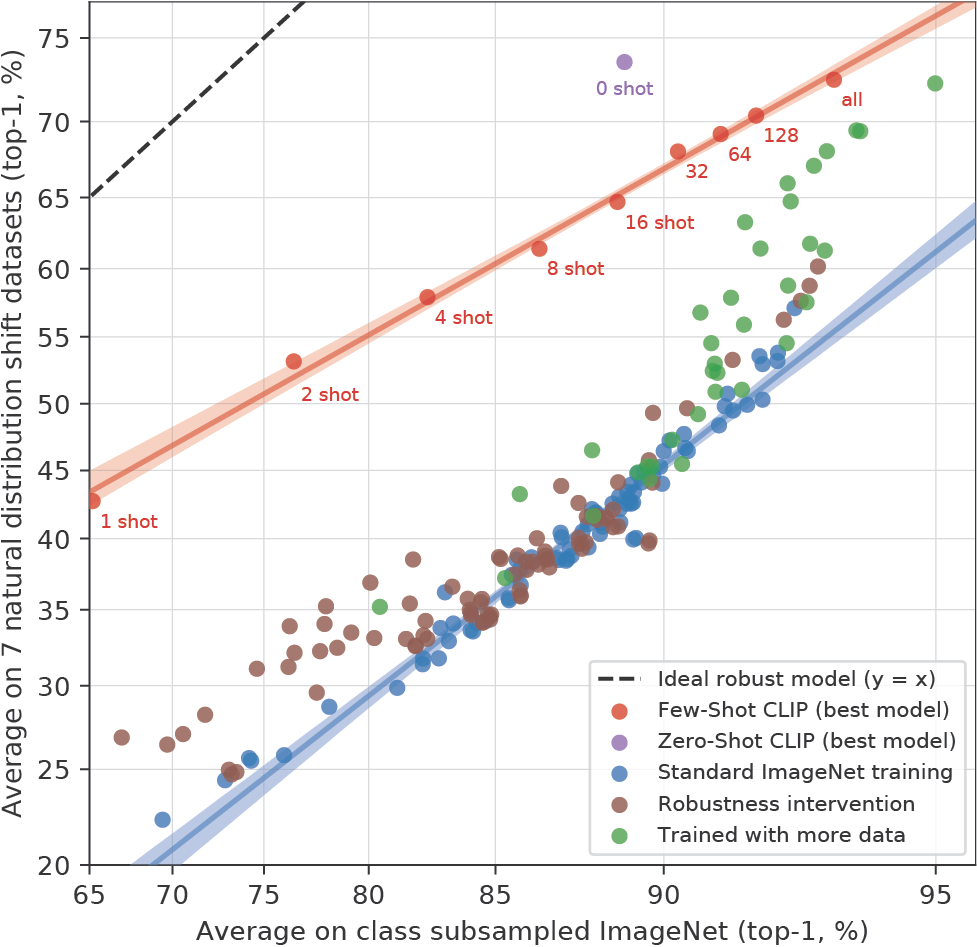 75
70
65
60
55
50
45
40
35
30
25
20
Average on 7 natural distribution shift datasets (top-1, %)
0 shot
all
128
64
32
16 shot
8 shot
4 shot
2 shot
1 shot
Ideal robust model (y = x)
Few-Shot CLIP (best model)
Zero-Shot CLIP (best model)
Standard ImageNet training
Robustness intervention
Trained with more data
65 70 75 80 85 90 95
Average on class subsampled ImageNet (top-1, %)